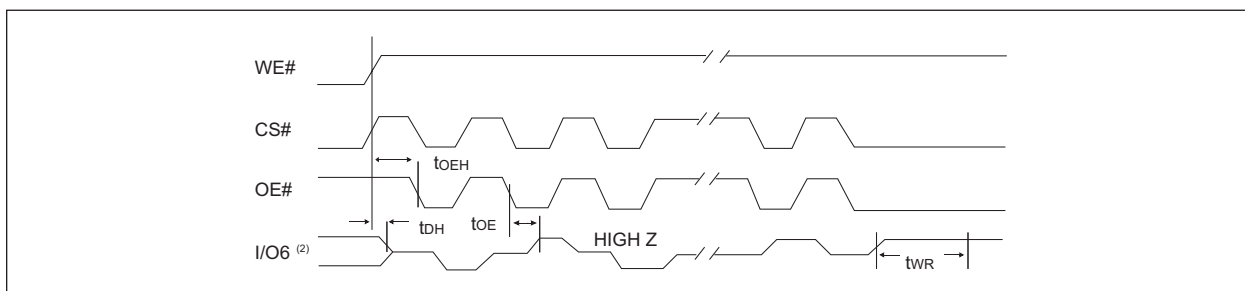 WE#
CS#
tOEH
OE#
tDH
tOE
HIGH Z
I/O6 (2)
tWR